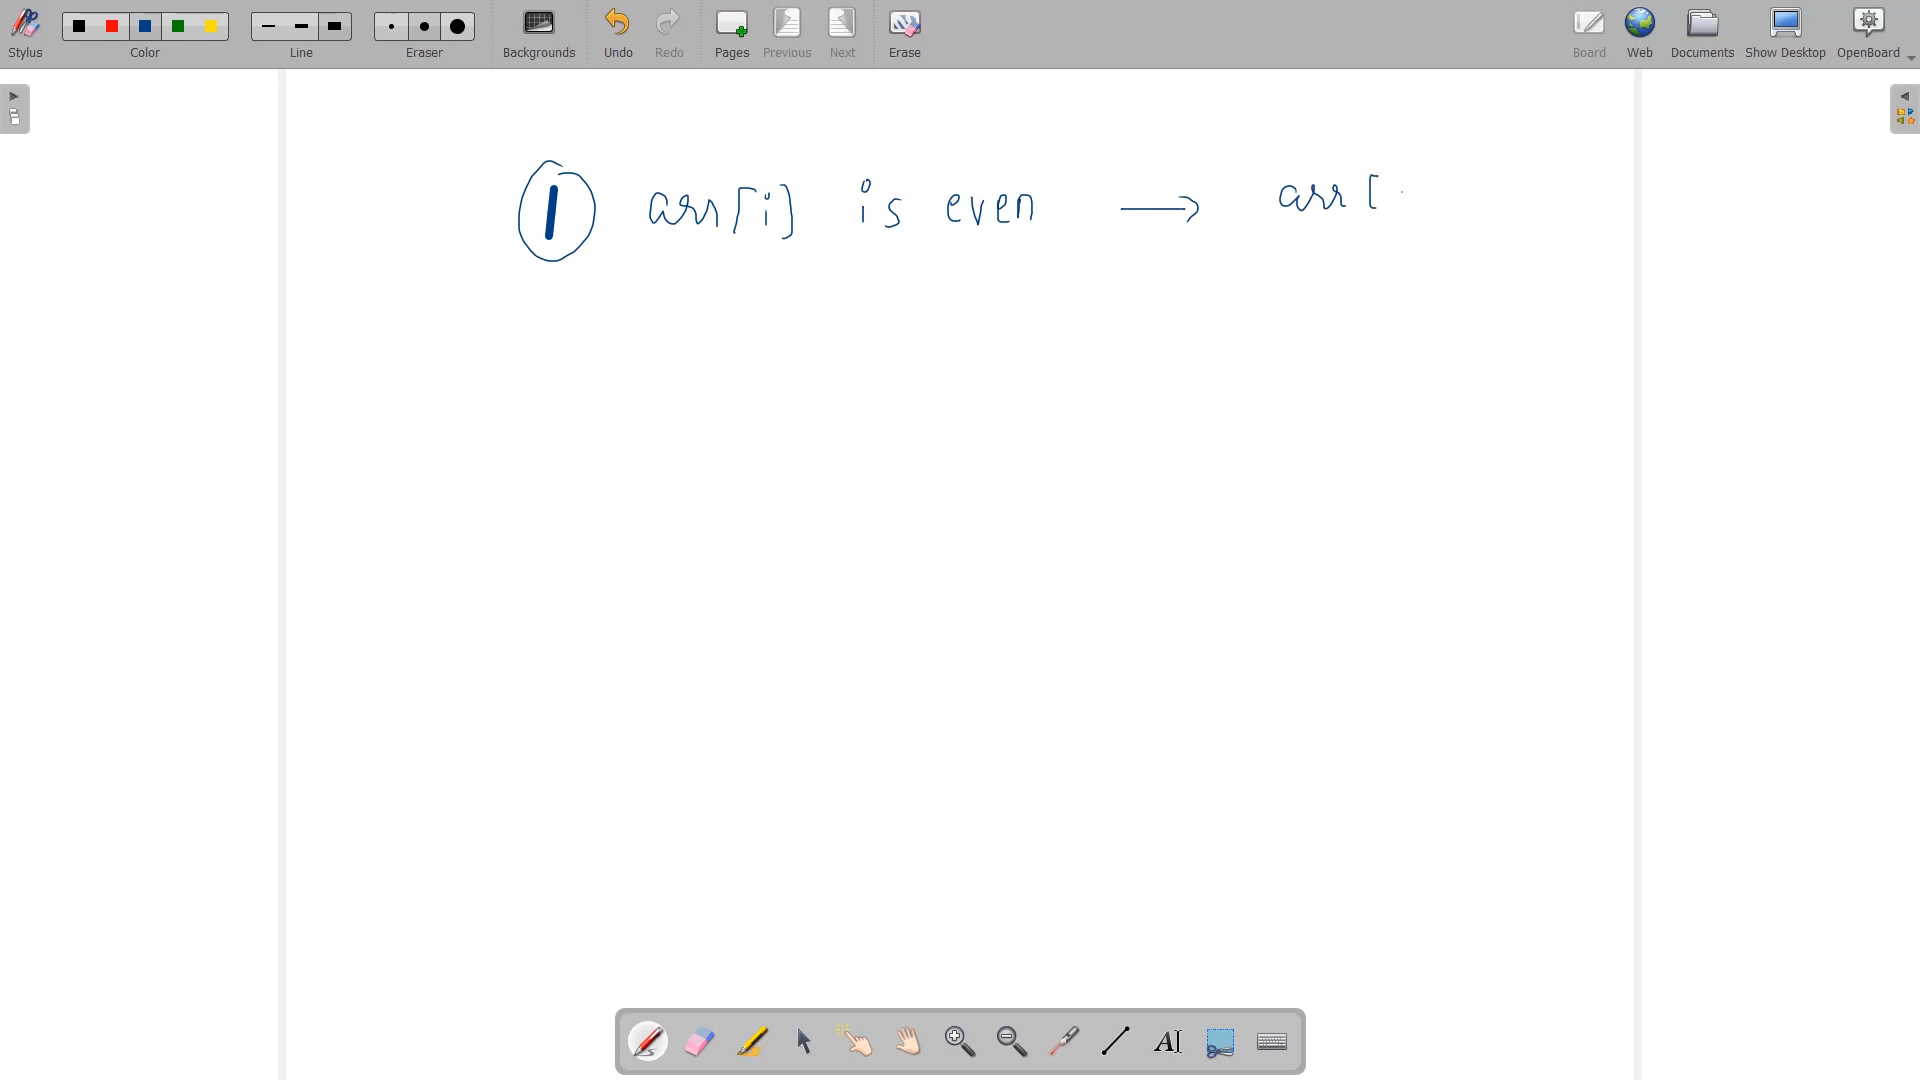 Stylus Color Line Eraser Backgrounds Undo Redo Pages Previous Next Erase Board Web Documents Show Desktop OpenBoard
1 arr[i] is even → arr[